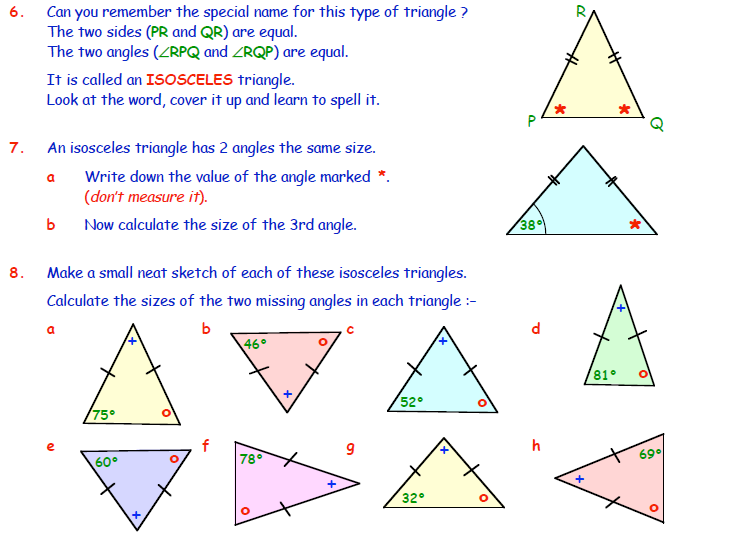 6. Can you remember the special name for this type of triangle ?
The two sides (PR and QR) are equal.
The two angles (∠RPQ and ∠RQP) are equal.
It is called an ISOSCELES triangle.
Look at the word, cover it up and learn to spell it.
R
P
Q
7. An isosceles triangle has 2 angles the same size.
a Write down the value of the angle marked *.
(don't measure it).
b Now calculate the size of the 3rd angle.
38°
*
8. Make a small neat sketch of each of these isosceles triangles.
Calculate the sizes of the two missing angles in each triangle :-
a
+
75°
o
b
46°
o
+
c
+
52°
o
d
+
81°
o
e
60°
o
+
f
78°
+
o
g
+
32°
o
h
69°
+
o